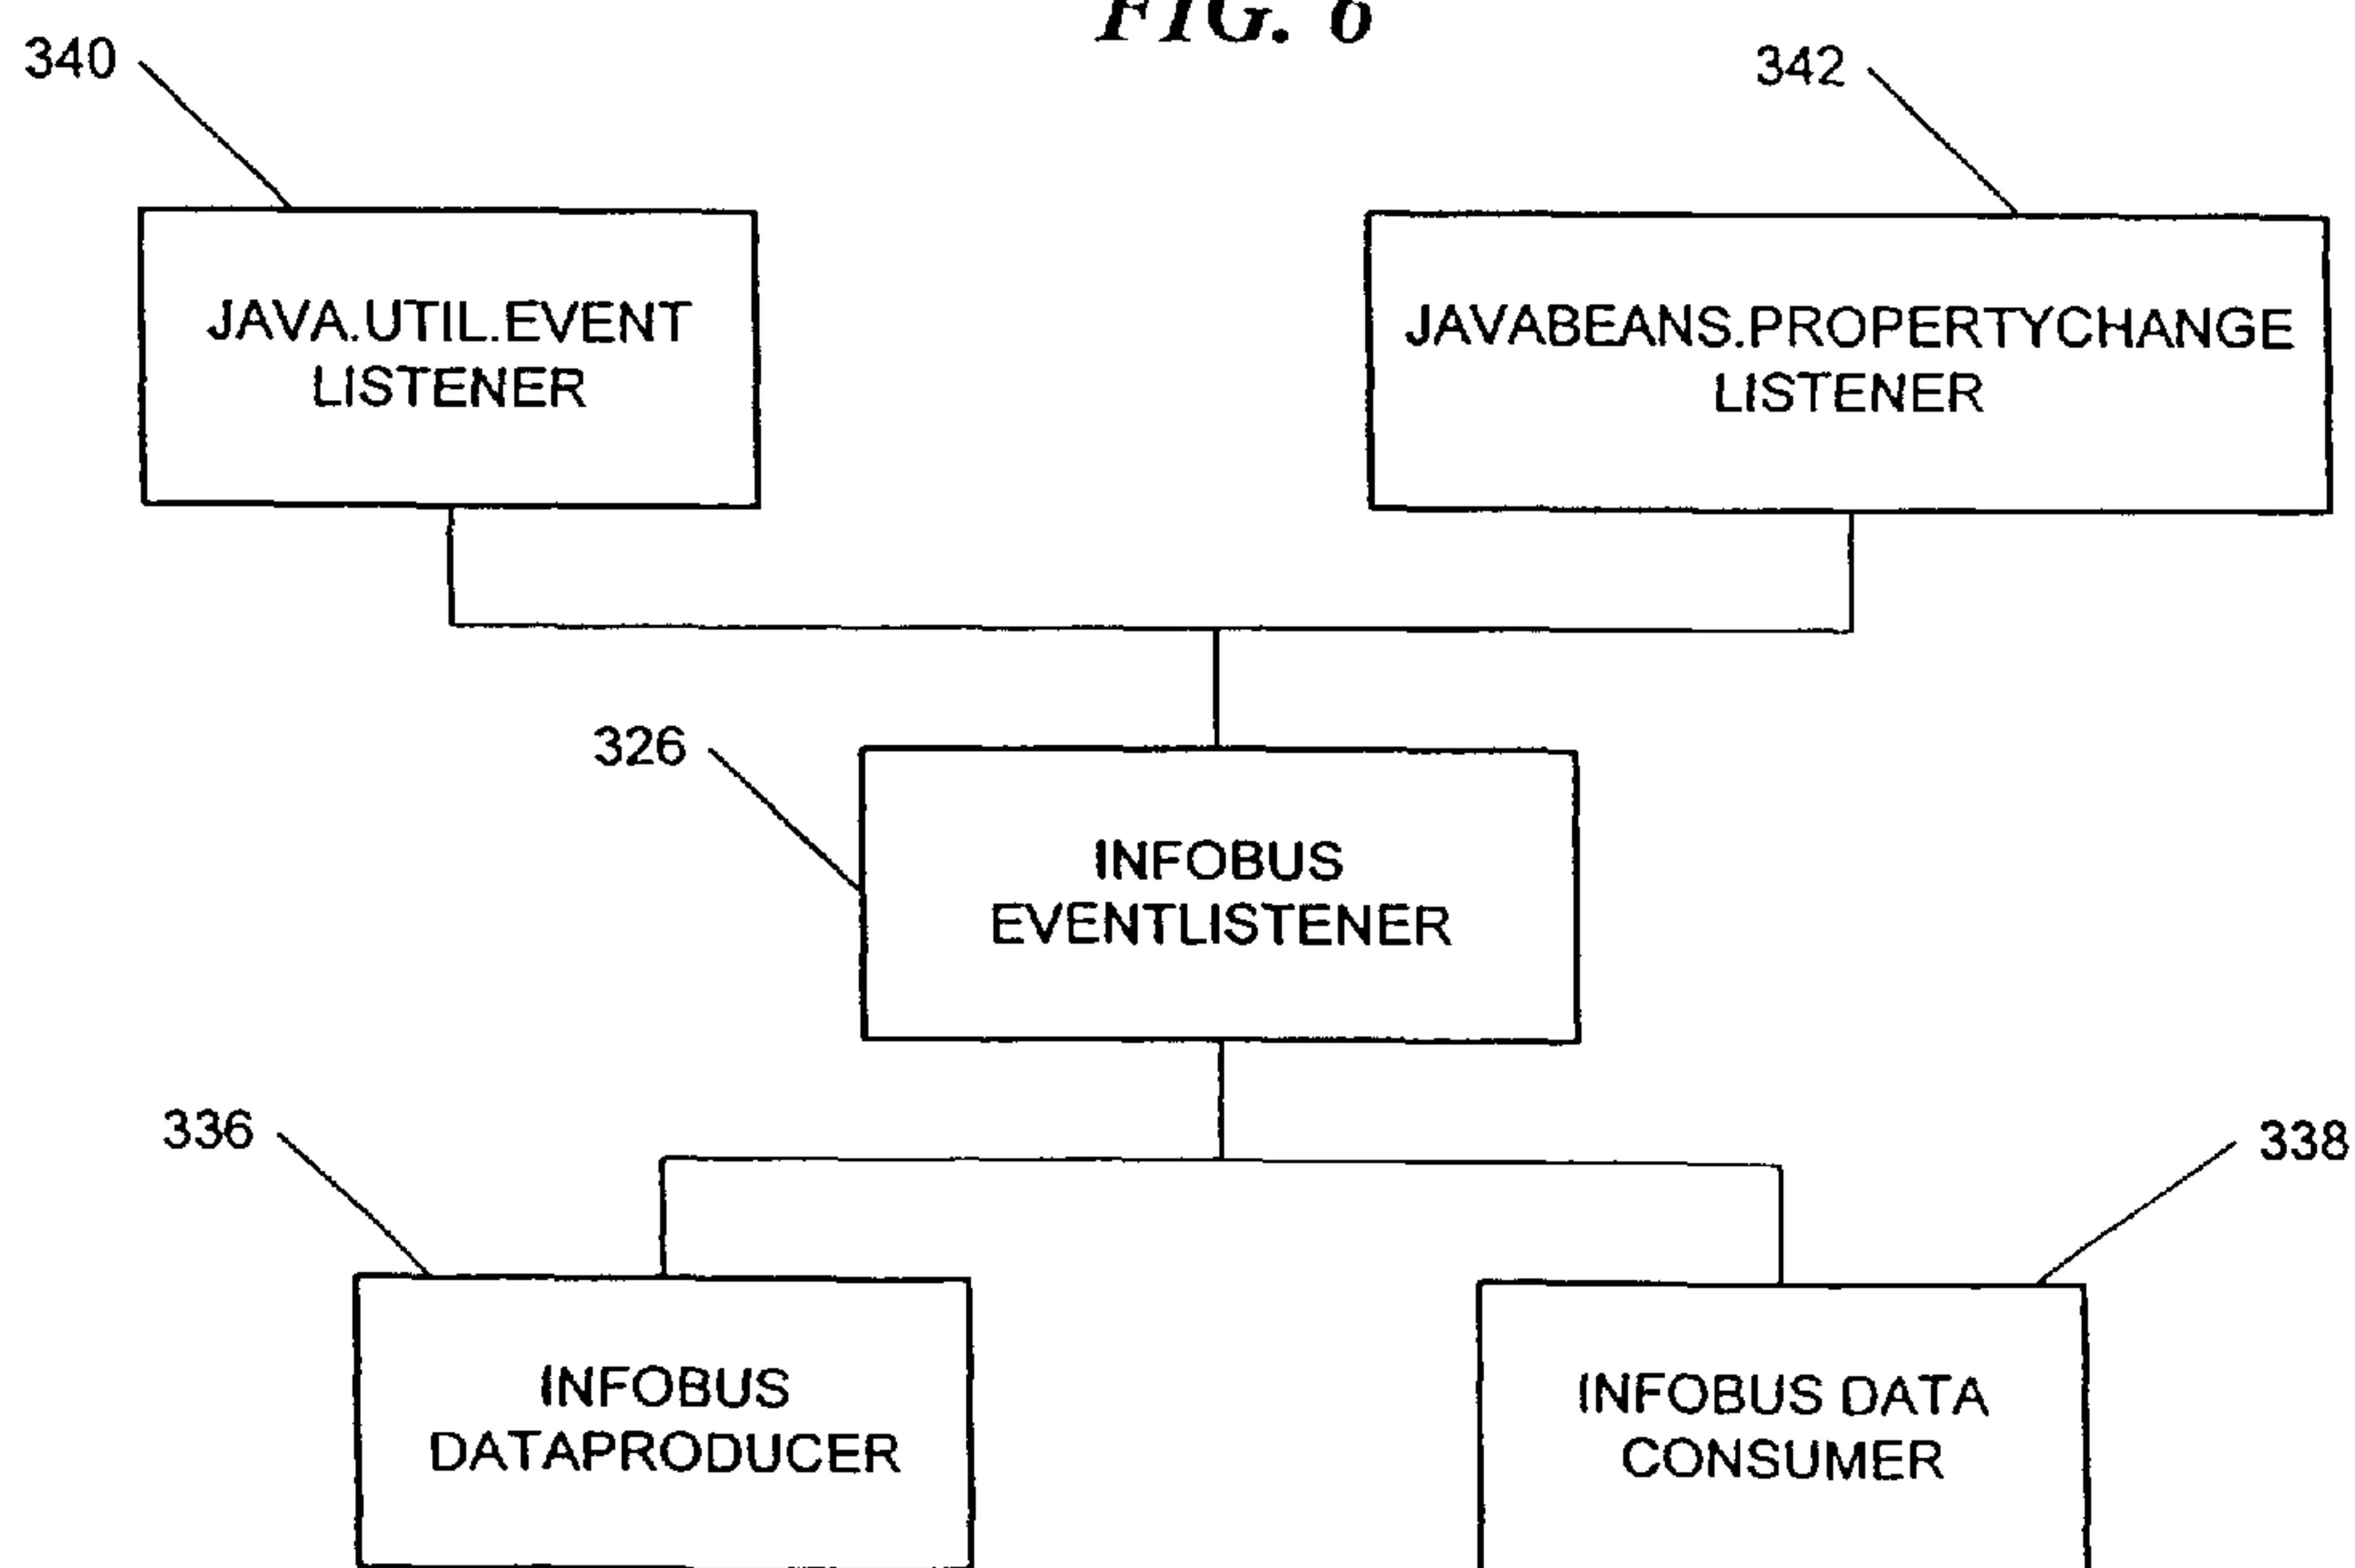 FIG. 6
340
342
JAVA.UTIL.EVENT
LISTENER
JAVABEANS.PROPERTYCHANGE
LISTENER
326
INFOBUS
EVENTLISTENER
336
338
INFOBUS
DATAPRODUCER
INFOBUS DATA
CONSUMER